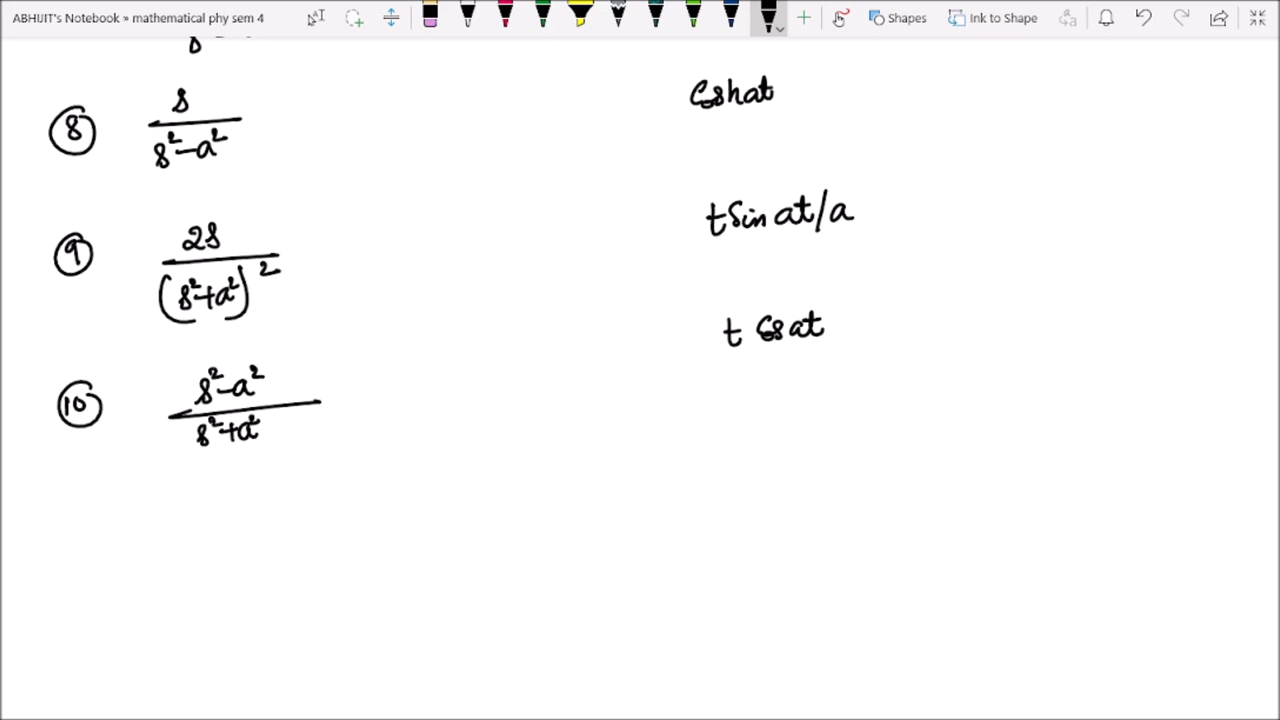 ABHIJIT's Notebook » mathematical phy sem 4
Shapes
Ink to Shape
8 s/(s²-a²) Coshat
9 2s/(s²+a²)² tSin at/a
10 (s²-a²)/(s²+a²) t Cosat